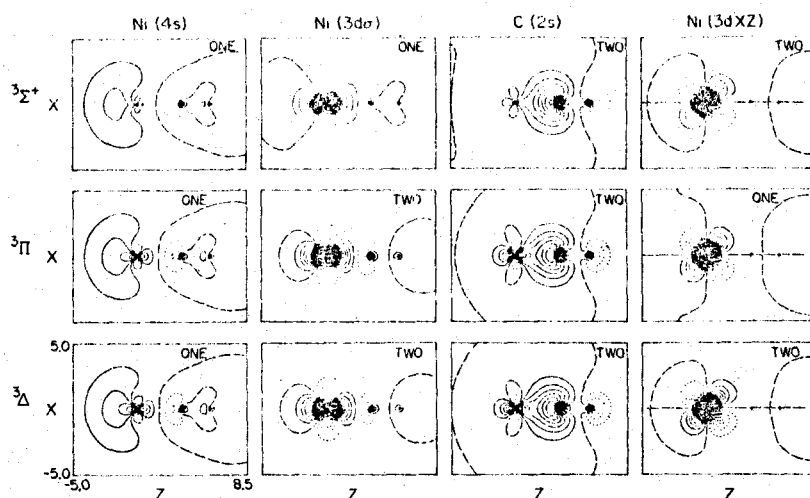 Ni (4s) Ni (3dσ) C (2s) Ni (3dXZ)
ONE ONE TWO TWO
³Σ⁺ X
ONE TWO TWO ONE
³Π X
5.0 ONE TWO TWO TWO
³Δ X
-5.0
-5.0 Z 8.5 Z Z Z